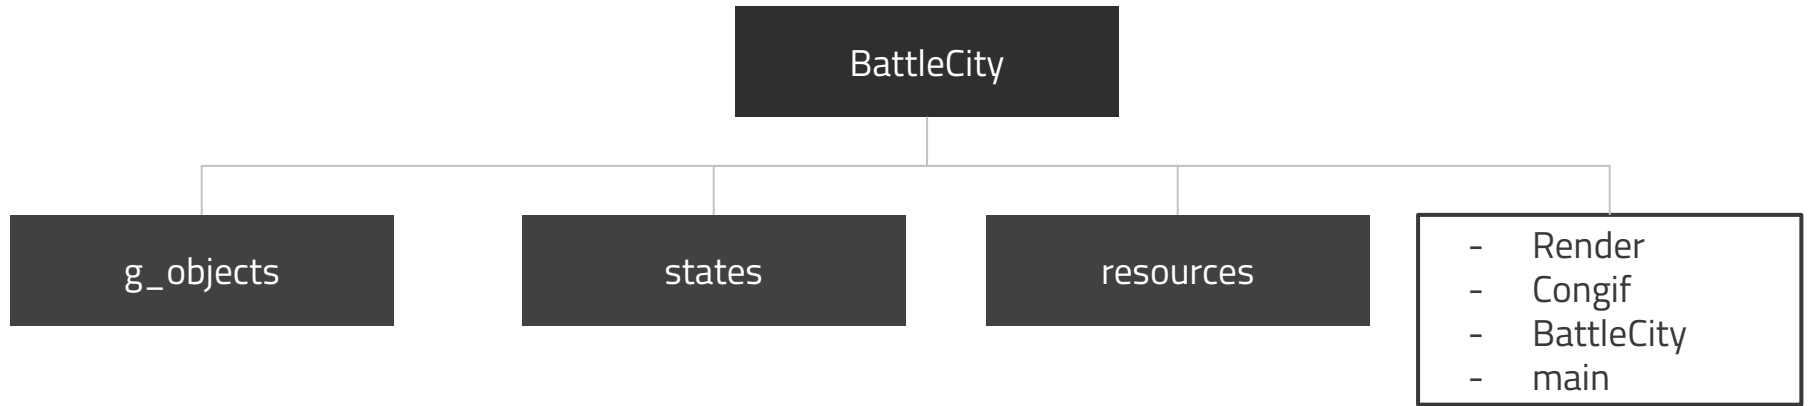 BattleCity
g_objects
states
resources
- Render
- Congif
- BattleCity
- main